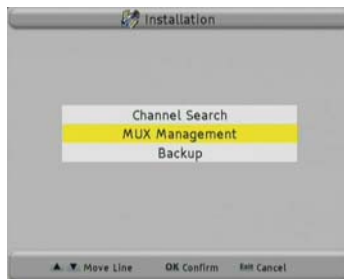 Installation
Channel Search
MUX Management
Backup
▲ ▼ Move Line OK Confirm Exit Cancel